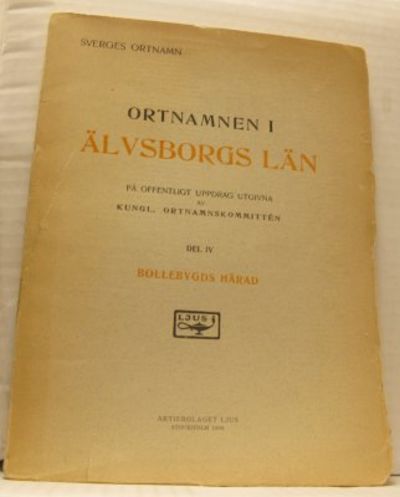 SVERGES ORTNAMN
ORTNAMNEN I
ÄLVSBORGS LÄN
PÅ OFFENTLIGT UPPDRAG UTGIVNA
AV
KUNGL. ORTNAMNSKOMMITTÉN
DEL IV
BOLLEBYGDS HÄRAD
LJUS
AKTIEBOLAGET LJUS
STOCKHOLM